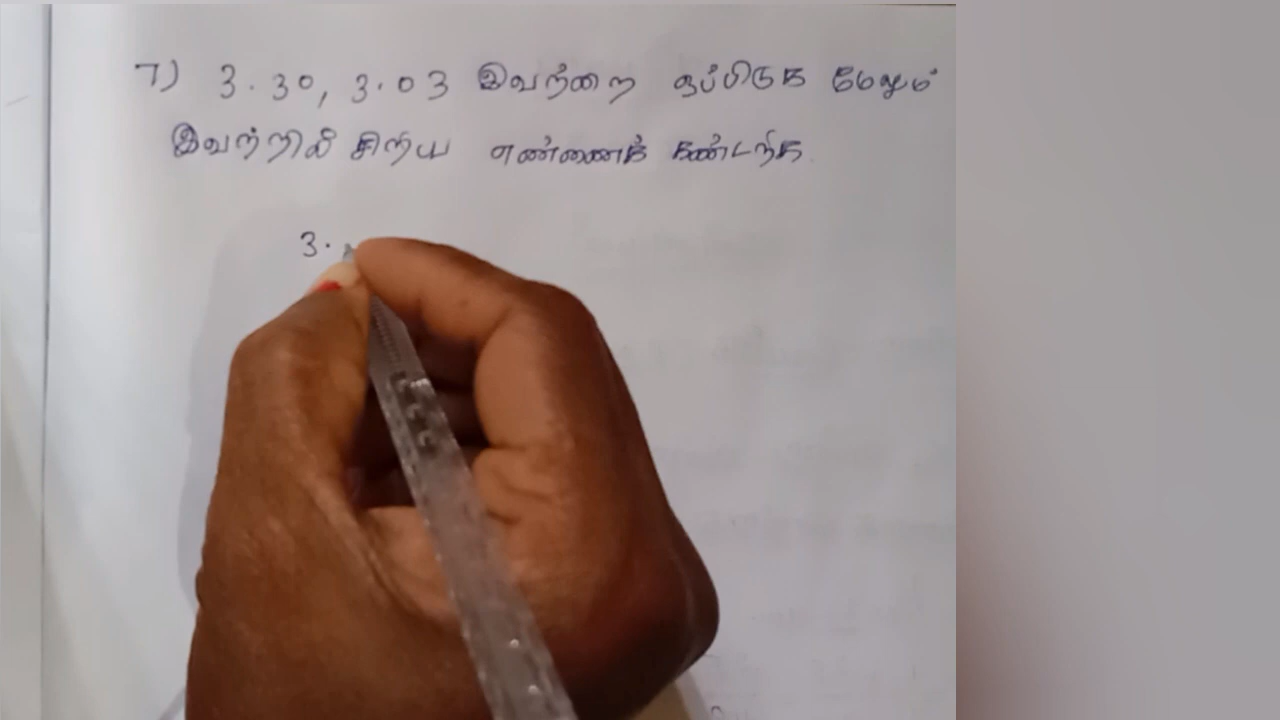 7) 3.30, 3.03 இவற்றை ஒப்பிடுக மேலும்
இவற்றில் சிறிய எண்ணைக் கண்டறிக.
3.